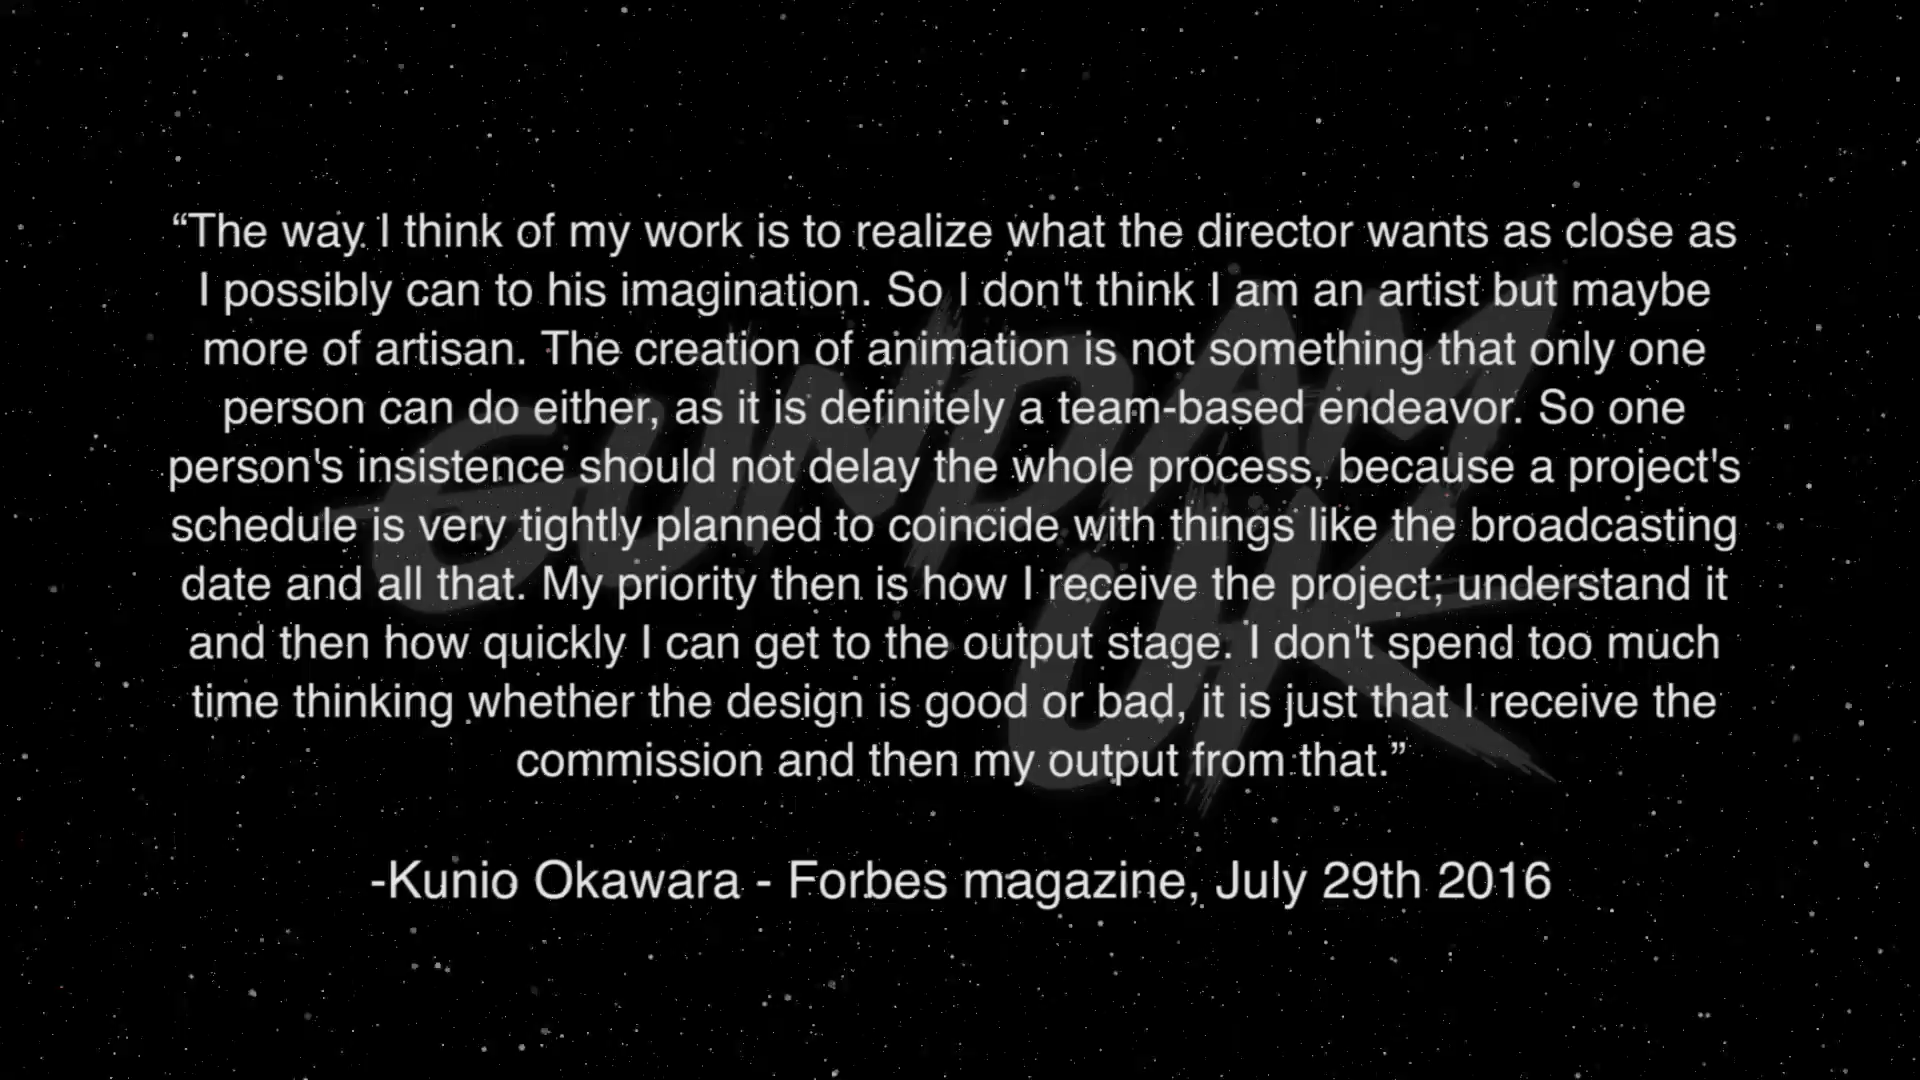 “The way I think of my work is to realize what the director wants as close as
I possibly can to his imagination. So I don't think I am an artist but maybe
more of artisan. The creation of animation is not something that only one
person can do either, as it is definitely a team-based endeavor. So one
person's insistence should not delay the whole process, because a project's
schedule is very tightly planned to coincide with things like the broadcasting
date and all that. My priority then is how I receive the project; understand it
and then how quickly I can get to the output stage. I don't spend too much
time thinking whether the design is good or bad, it is just that I receive the
commission and then my output from that.”
-Kunio Okawara - Forbes magazine, July 29th 2016
GUNDAM
UK